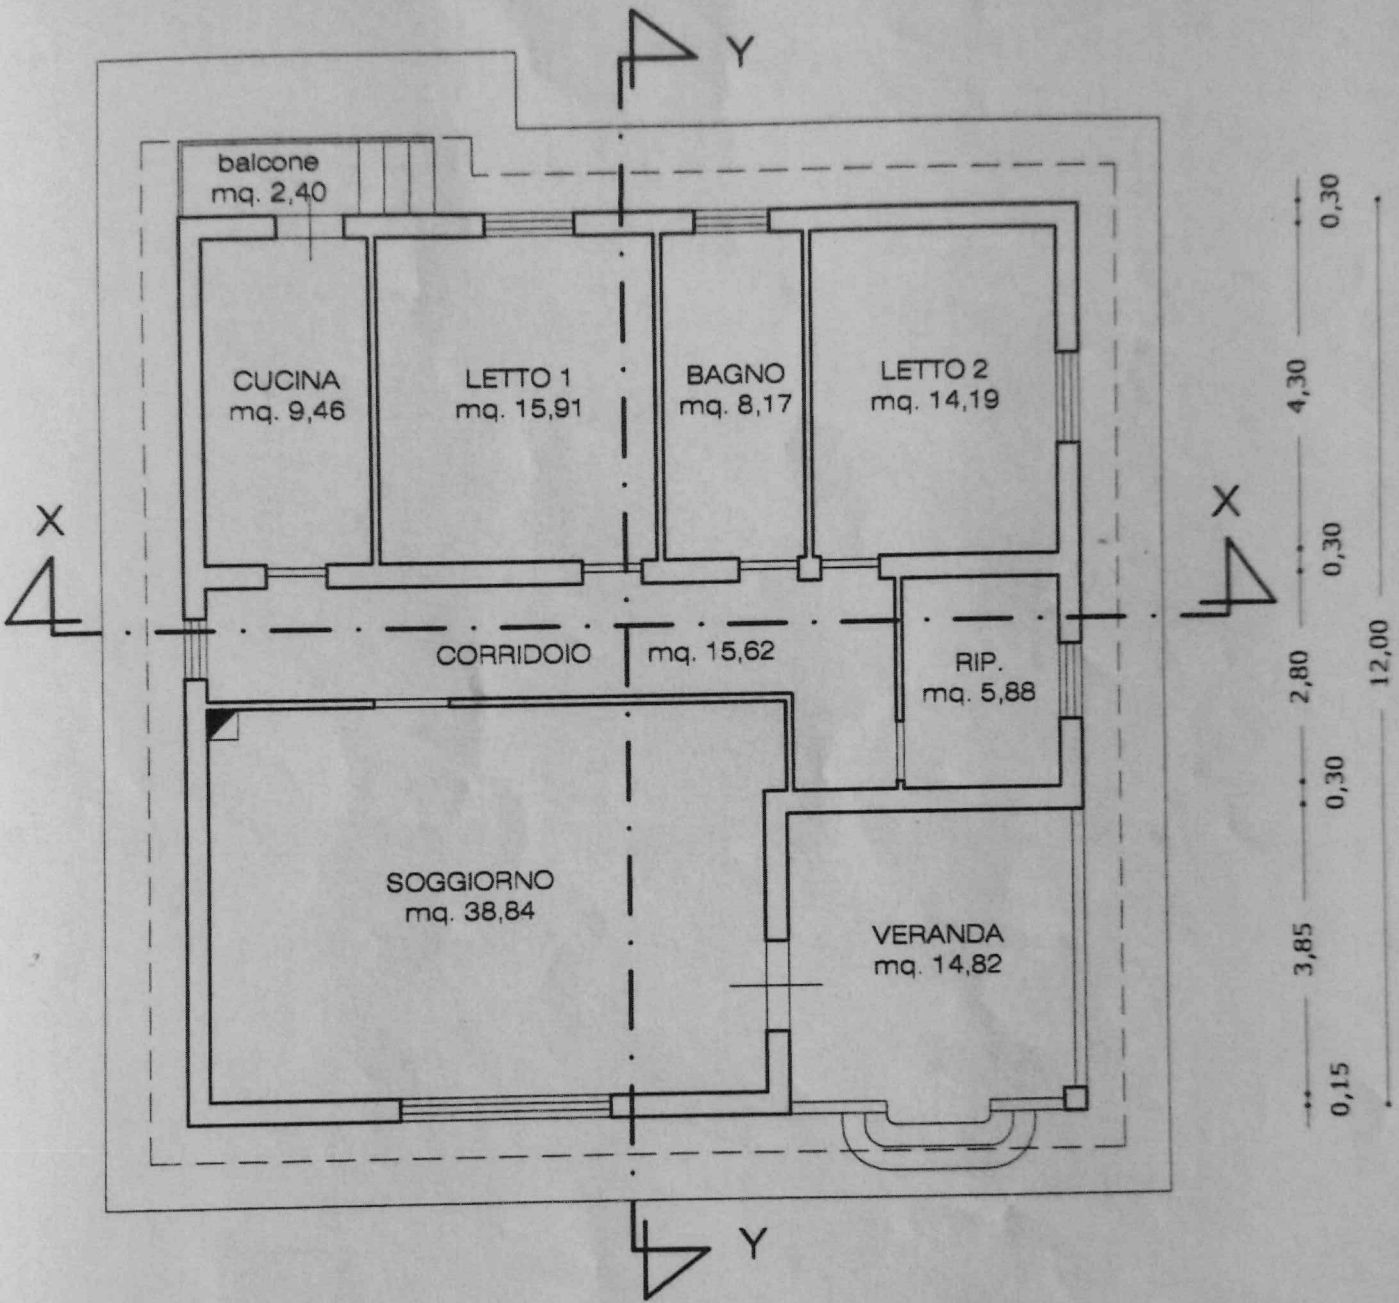 Y
balcone
mq. 2,40
CUCINA
mq. 9,46
LETTO 1
mq. 15,91
BAGNO
mq. 8,17
LETTO 2
mq. 14,19
X
X
CORRIDOIO mq. 15,62
RIP.
mq. 5,88
SOGGIORNO
mq. 38,84
VERANDA
mq. 14,82
Y
0,30
4,30
0,30
2,80
0,30
3,85
0,15
12,00